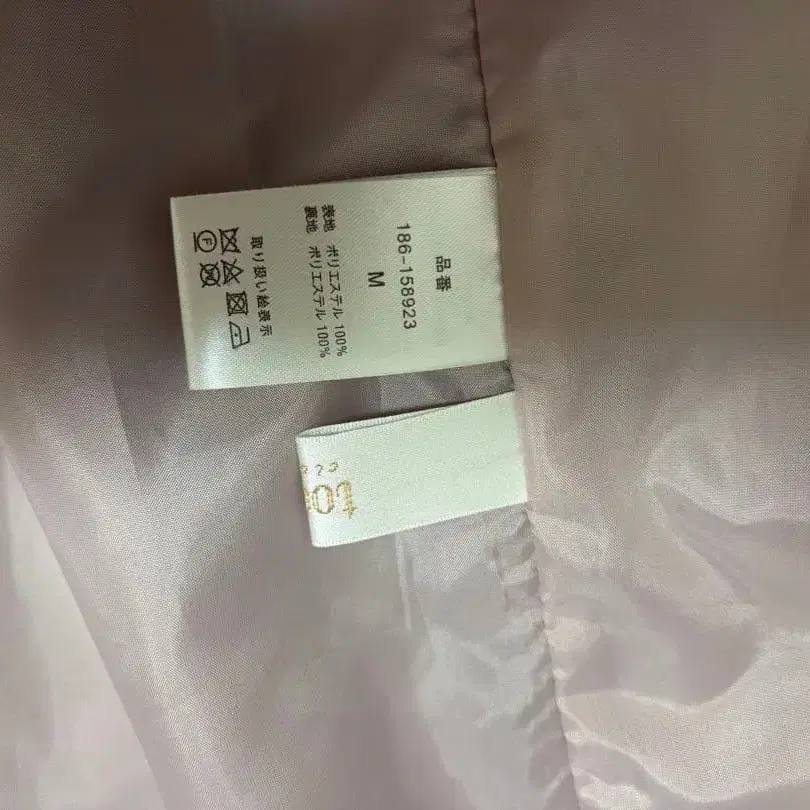 品番
186-158923
M
表地 ポリエステル 100%
裏地 ポリエステル 100%
取り扱い絵表示